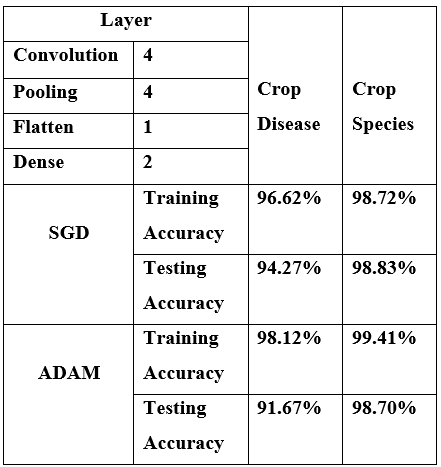 Layer
Convolution 4
Pooling 4
Flatten 1
Dense 2
Crop
Disease
Crop
Species
SGD
Training
Accuracy
96.62% 98.72%
Testing
Accuracy
94.27% 98.83%
ADAM
Training
Accuracy
98.12% 99.41%
Testing
Accuracy
91.67% 98.70%